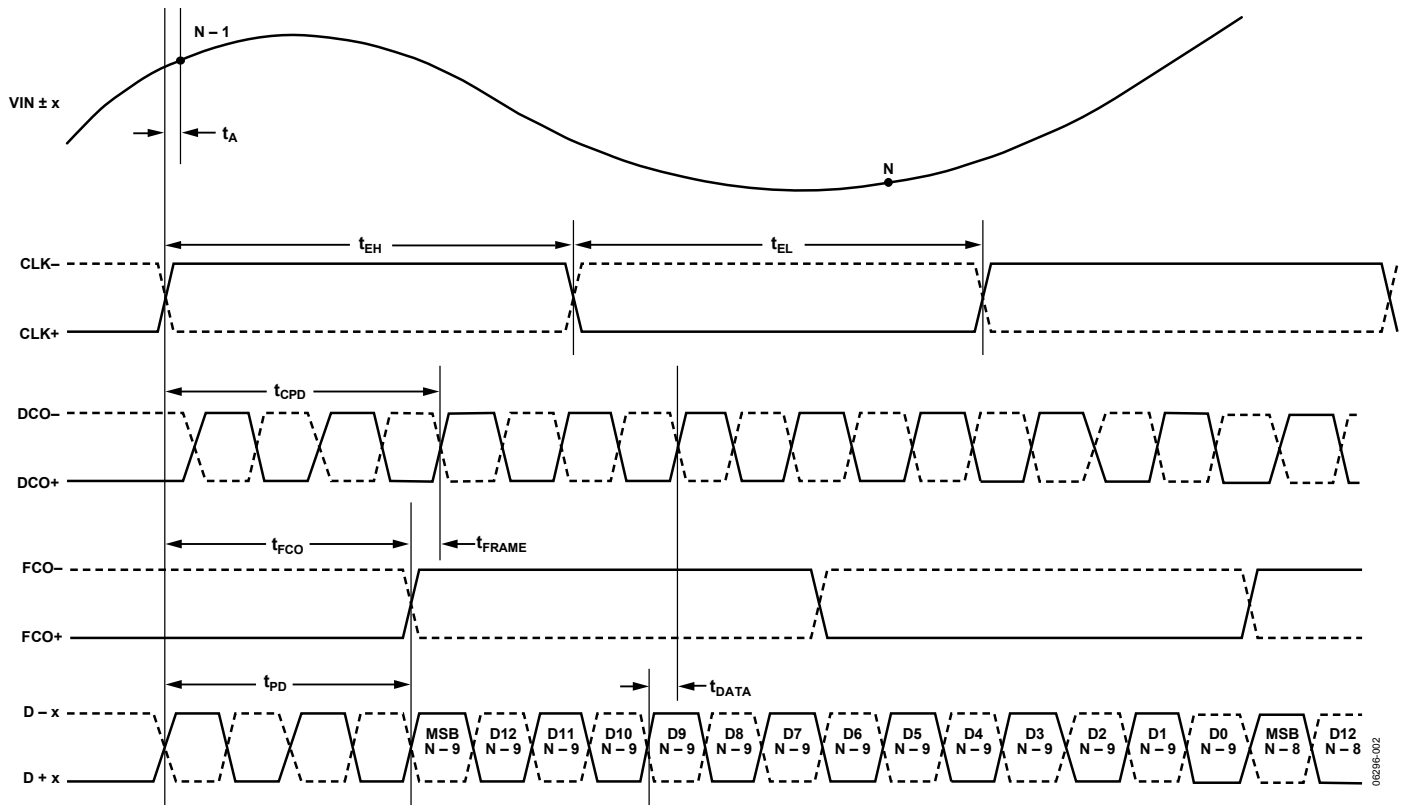 N – 1
VIN ± x
tA
N
tEH
tEL
CLK–
CLK+
tCPD
DCO–
DCO+
tFCO
tFRAME
FCO–
FCO+
tPD
tDATA
D – x
MSB D12 D11 D10 D9 D8 D7 D6 D5 D4 D3 D2 D1 D0 MSB D12
N – 9 N – 9 N – 9 N – 9 N – 9 N – 9 N – 9 N – 9 N – 9 N – 9 N – 9 N – 9 N – 9 N – 9 N – 8 N – 8
D + x
06296-002